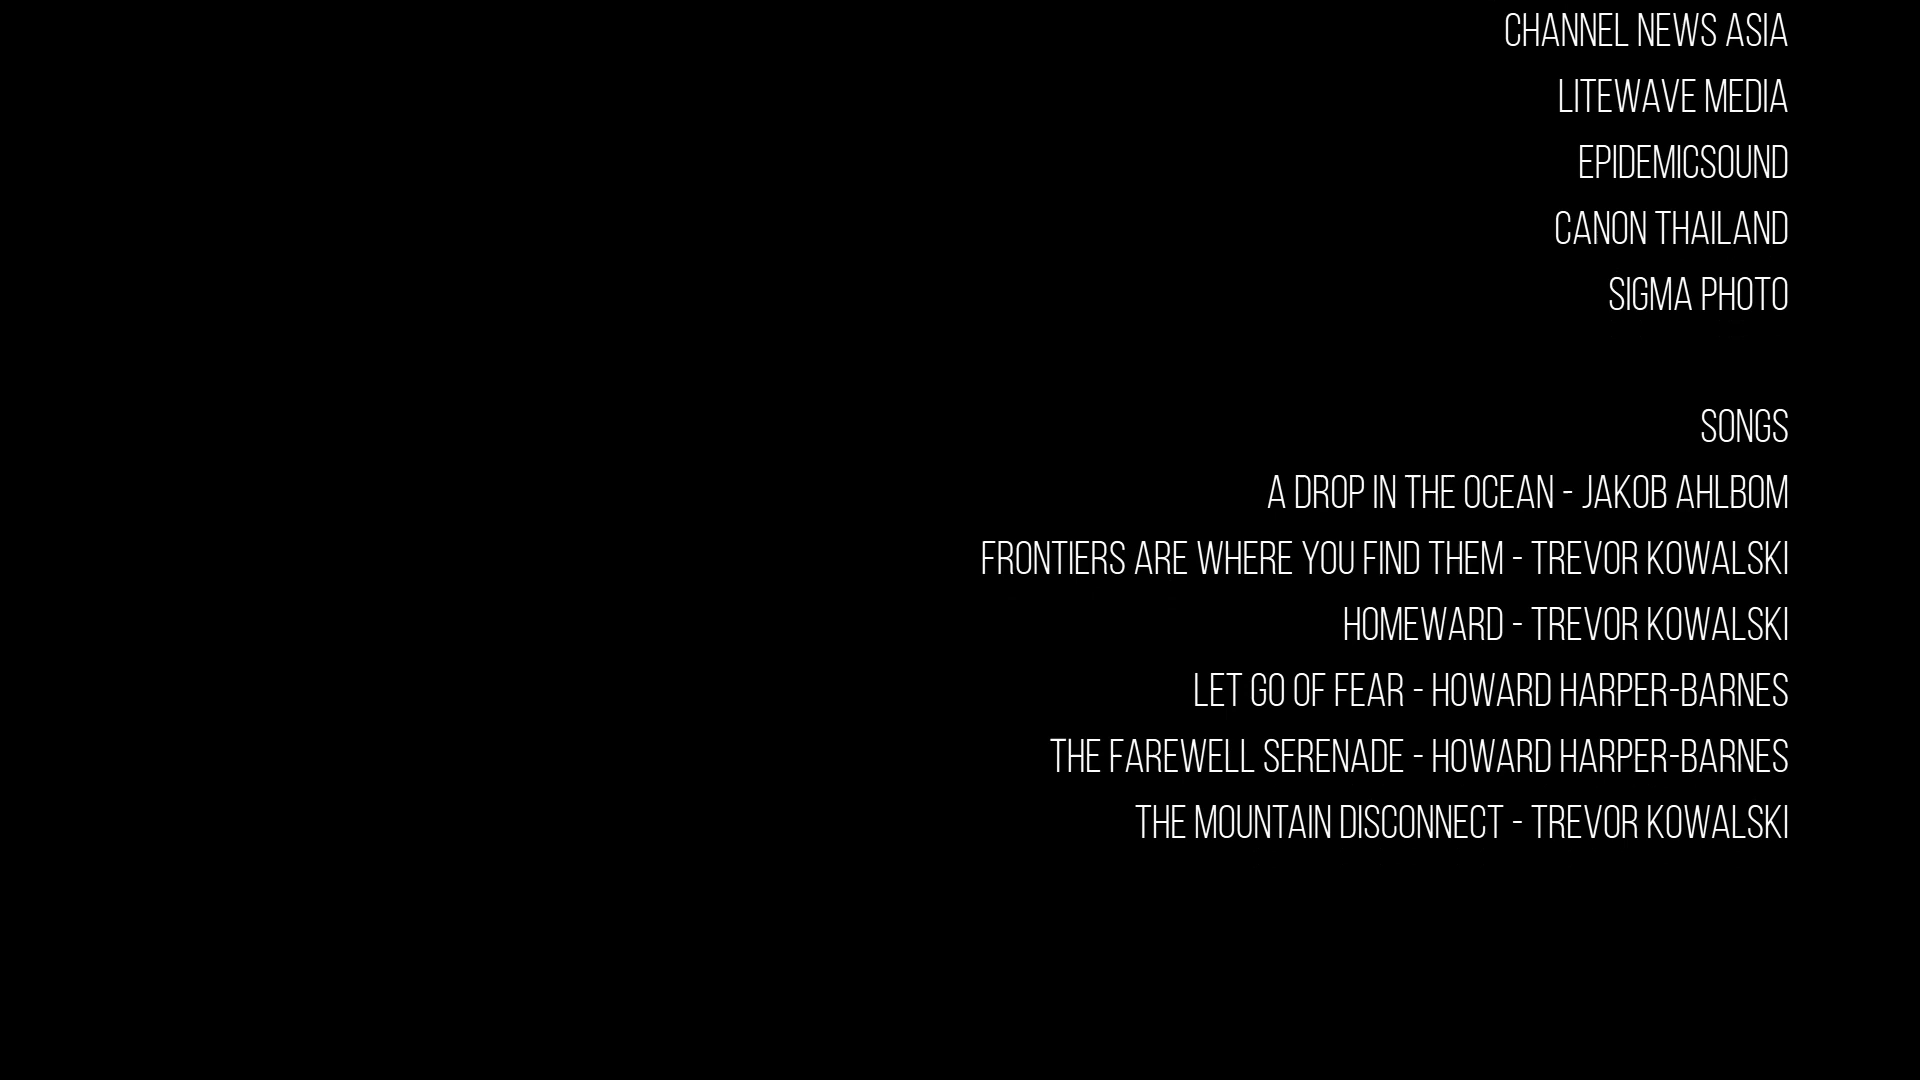 CHANNEL NEWS ASIA
LITEWAVE MEDIA
EPIDEMICSOUND
CANON THAILAND
SIGMA PHOTO
SONGS
A DROP IN THE OCEAN - JAKOB AHLBOM
FRONTIERS ARE WHERE YOU FIND THEM - TREVOR KOWALSKI
HOMEWARD - TREVOR KOWALSKI
LET GO OF FEAR - HOWARD HARPER-BARNES
THE FAREWELL SERENADE - HOWARD HARPER-BARNES
THE MOUNTAIN DISCONNECT - TREVOR KOWALSKI